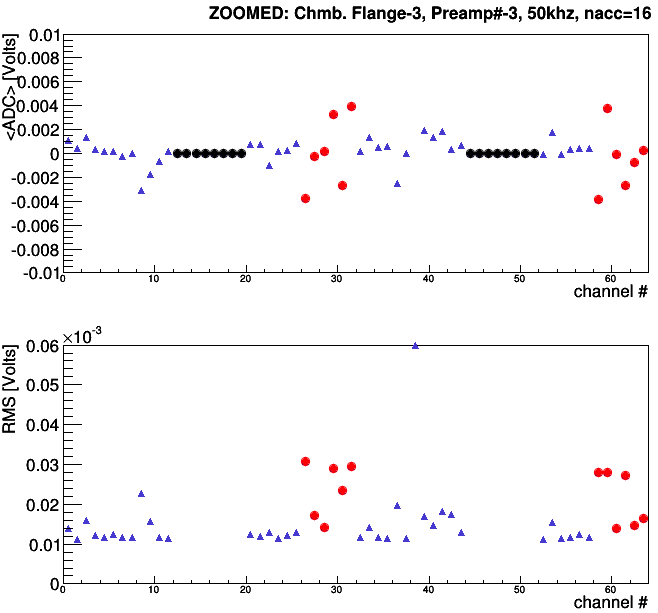 ZOOMED: Chmb. Flange-3, Preamp#-3, 50khz, nacc=16
<ADC> [Volts]
0.01
0.008
0.006
0.004
0.002
0
-0.002
-0.004
-0.006
-0.008
-0.01
0 10 20 30 40 50 60
channel #
×10⁻³
RMS [Volts]
0.06
0.05
0.04
0.03
0.02
0.01
0
0 10 20 30 40 50 60
channel #